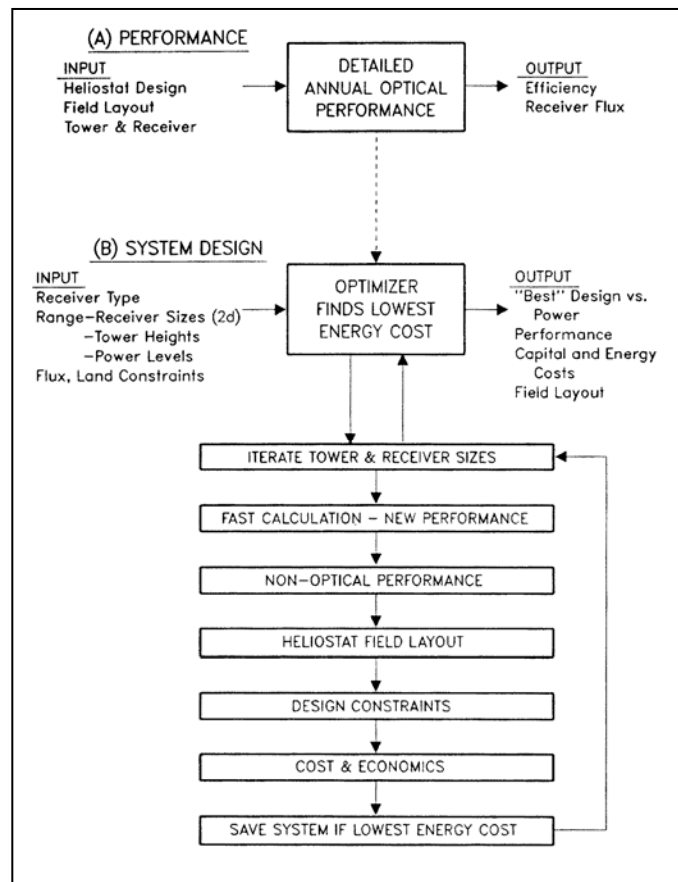 (A) PERFORMANCE
INPUT
Heliostat Design
Field Layout
Tower & Receiver
DETAILED
ANNUAL OPTICAL
PERFORMANCE
OUTPUT
Efficiency
Receiver Flux
(B) SYSTEM DESIGN
INPUT
Receiver Type
Range-Receiver Sizes (2d)
-Tower Heights
-Power Levels
Flux, Land Constraints
OPTIMIZER
FINDS LOWEST
ENERGY COST
OUTPUT
"Best" Design vs.
Power
Performance
Capital and Energy
Costs
Field Layout
ITERATE TOWER & RECEIVER SIZES
FAST CALCULATION - NEW PERFORMANCE
NON-OPTICAL PERFORMANCE
HELIOSTAT FIELD LAYOUT
DESIGN CONSTRAINTS
COST & ECONOMICS
SAVE SYSTEM IF LOWEST ENERGY COST